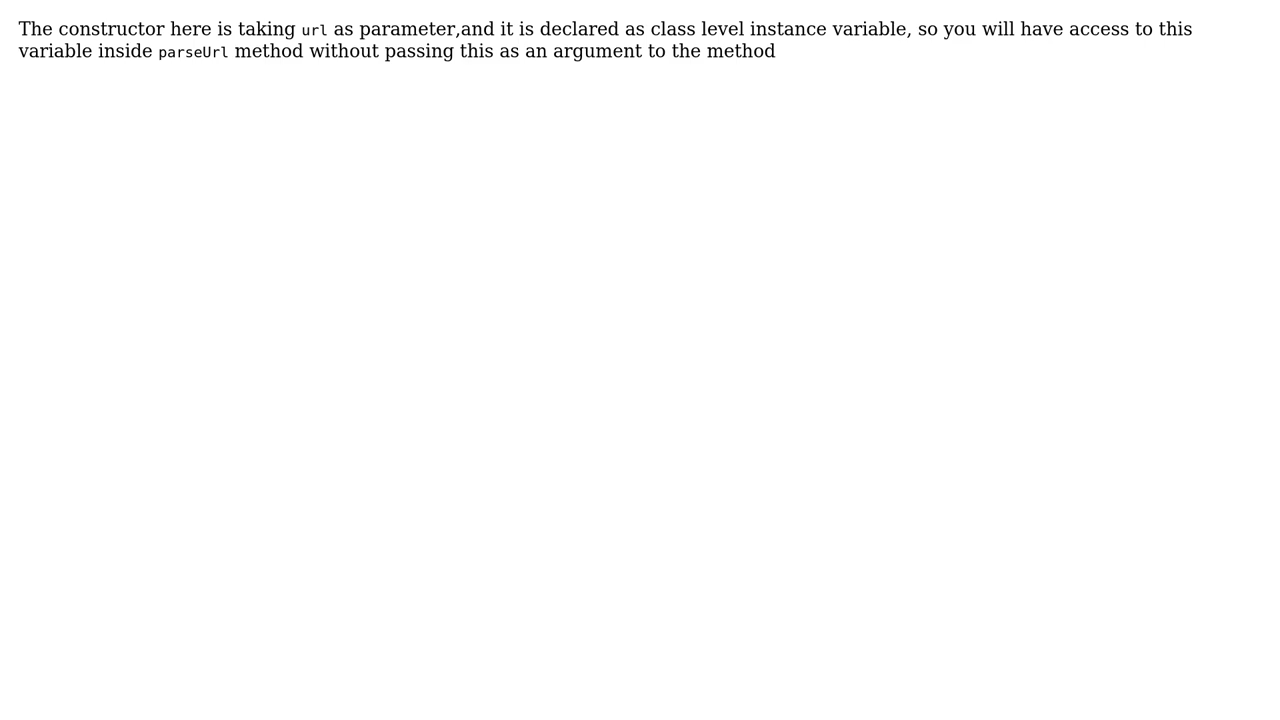 The constructor here is taking url as parameter,and it is declared as class level instance variable, so you will have access to this
variable inside parseUrl method without passing this as an argument to the method